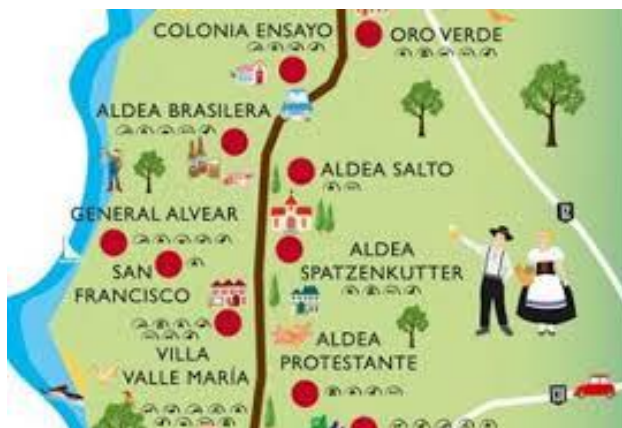 COLONIA ENSAYO
ORO VERDE
ALDEA BRASILERA
ALDEA SALTO
GENERAL ALVEAR
SAN
FRANCISCO
ALDEA
SPATZENKUTTER
ALDEA
PROTESTANTE
VILLA
VALLE MARÍA